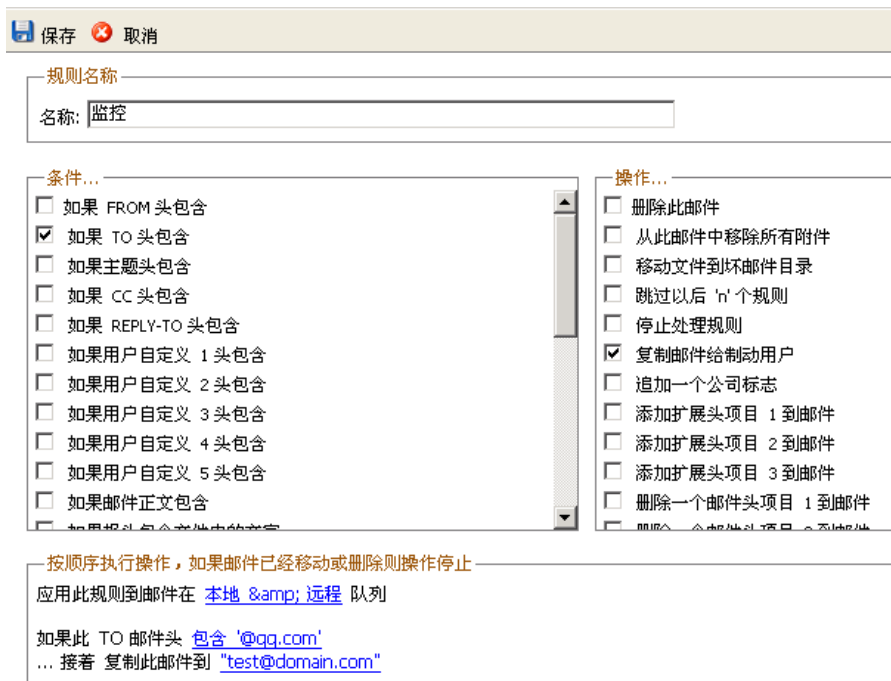 保存 取消
规则名称
名称: 监控
条件...
如果 FROM 头包含
如果 TO 头包含
如果主题头包含
如果 CC 头包含
如果 REPLY-TO 头包含
如果用户自定义 1 头包含
如果用户自定义 2 头包含
如果用户自定义 3 头包含
如果用户自定义 4 头包含
如果用户自定义 5 头包含
如果邮件正文包含
操作...
删除此邮件
从此邮件中移除所有附件
移动文件到坏邮件目录
跳过以后 'n' 个规则
停止处理规则
复制邮件给制动用户
追加一个公司标志
添加扩展头项目 1 到邮件
添加扩展头项目 2 到邮件
添加扩展头项目 3 到邮件
删除一个邮件头项目 1 到邮件
按顺序执行操作，如果邮件已经移动或删除则操作停止
应用此规则到邮件在 本地 &amp; 远程 队列
如果此 TO 邮件头 包含 '@qq.com'
... 接着 复制此邮件到 "test@domain.com"